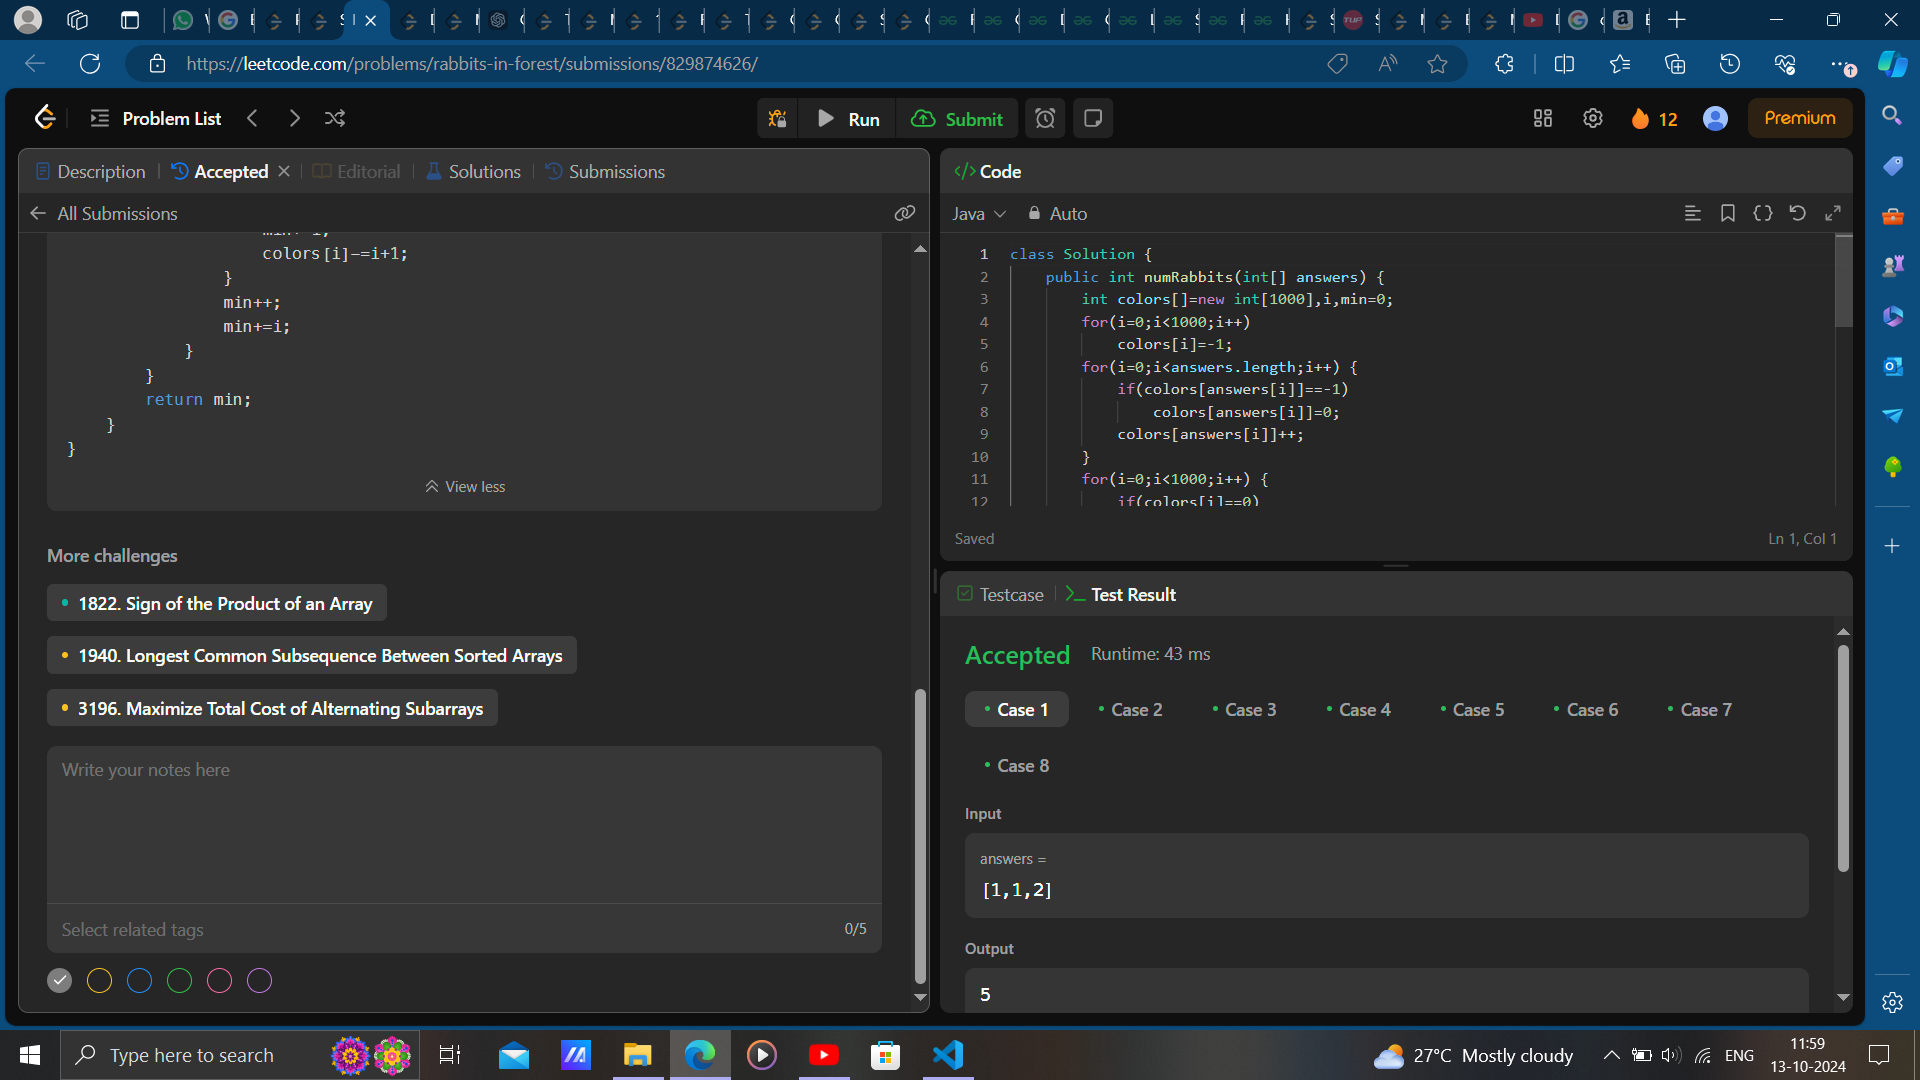 https://leetcode.com/problems/rabbits-in-forest/submissions/829874626/
Problem List
Run
Submit
12
Premium
Description
Accepted
Editorial
Solutions
Submissions
All Submissions
colors[i]-=i+1;
}
min++;
min+=i;
}
}
return min;
}
}
View less
More challenges
1822. Sign of the Product of an Array
1940. Longest Common Subsequence Between Sorted Arrays
3196. Maximize Total Cost of Alternating Subarrays
Write your notes here
Select related tags
0/5
</>Code
Java
Auto
1 class Solution {
2 public int numRabbits(int[] answers) {
3 int colors[]=new int[1000],i,min=0;
4 for(i=0;i<1000;i++)
5 colors[i]=-1;
6 for(i=0;i<answers.length;i++) {
7 if(colors[answers[i]]==-1)
8 colors[answers[i]]=0;
9 colors[answers[i]]++;
10 }
11 for(i=0;i<1000;i++) {
12 if(colors[i]==0)
Saved
Ln 1, Col 1
Testcase
Test Result
Accepted
Runtime: 43 ms
Case 1
Case 2
Case 3
Case 4
Case 5
Case 6
Case 7
Case 8
Input
answers =
[1,1,2]
Output
5
Type here to search
27°C Mostly cloudy
ENG
11:59
13-10-2024